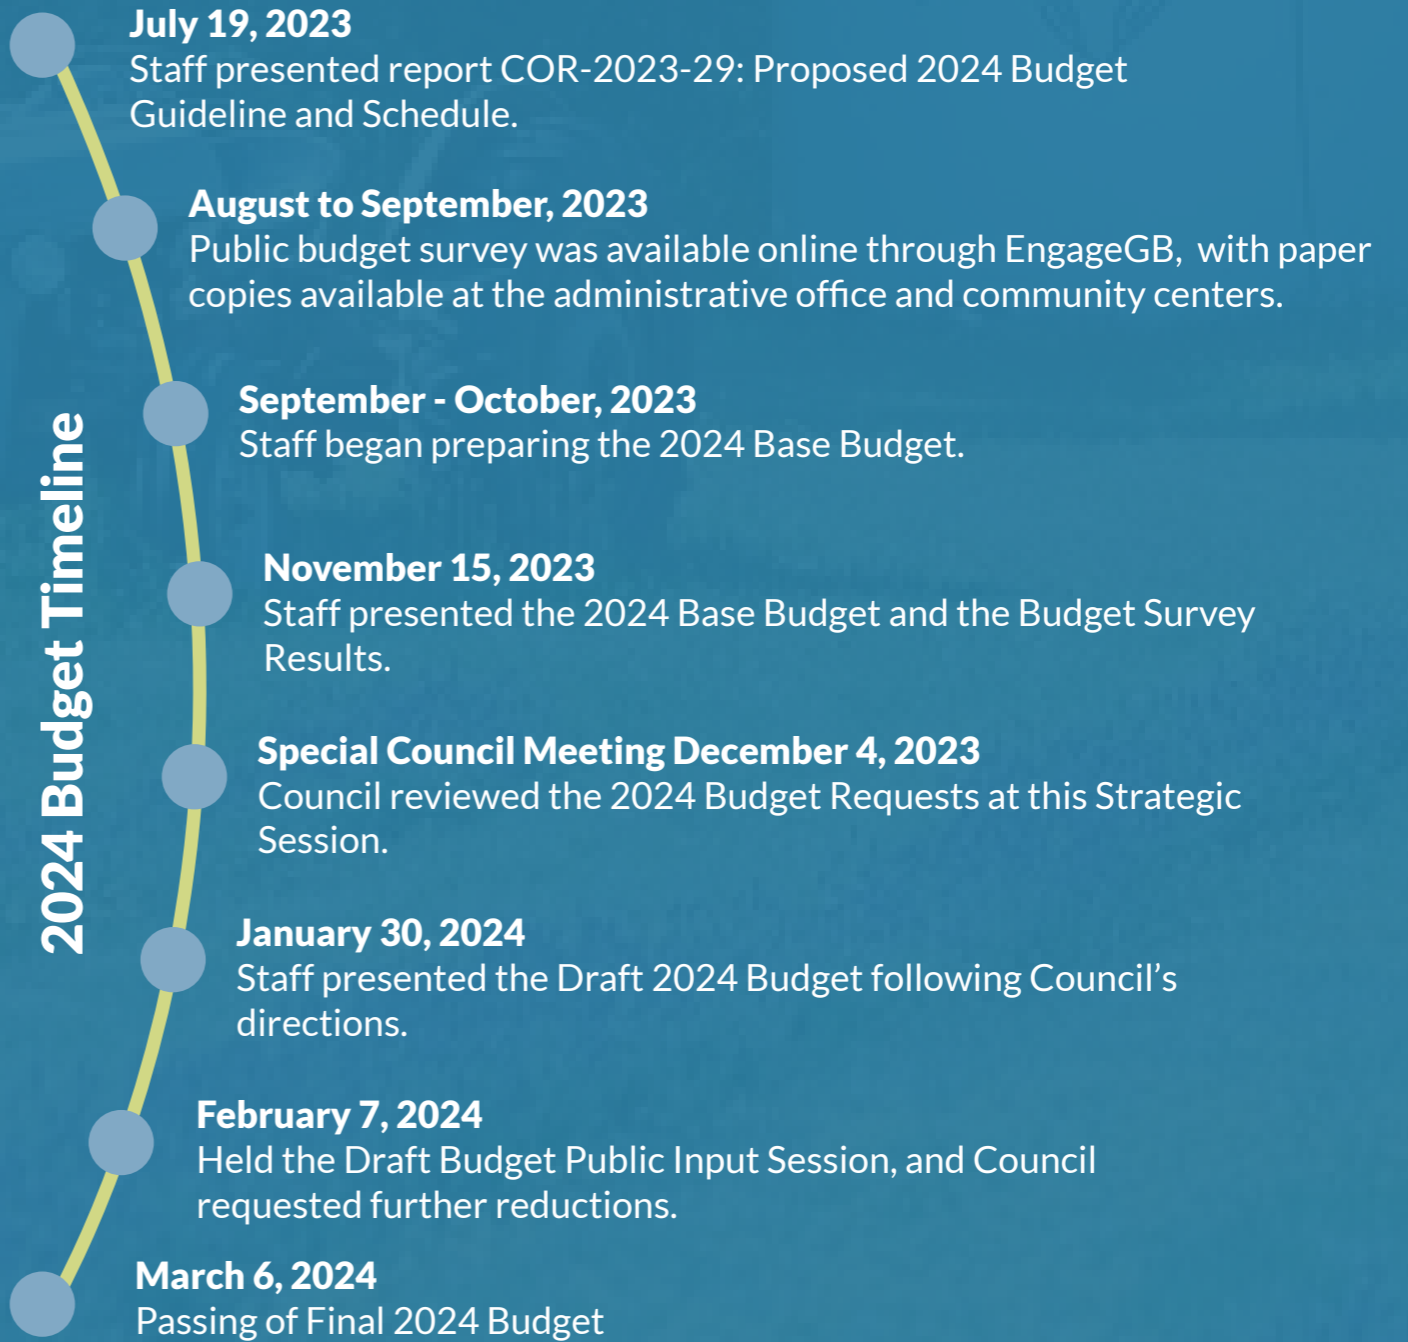 July 19, 2023
Staff presented report COR-2023-29: Proposed 2024 Budget
Guideline and Schedule.
August to September, 2023
Public budget survey was available online through EngageGB,  with paper
copies available at the administrative office and community centers.
September - October, 2023
Staff began preparing the 2024 Base Budget.
2024 Budget Timeline
November 15, 2023
Staff presented the 2024 Base Budget and the Budget Survey
Results.
Special Council Meeting December 4, 2023
Council reviewed the 2024 Budget Requests at this Strategic
Session.
January 30, 2024
Staff presented the Draft 2024 Budget following Council’s
directions.
February 7, 2024
Held the Draft Budget Public Input Session, and Council
requested further reductions.
March 6, 2024
Passing of Final 2024 Budget